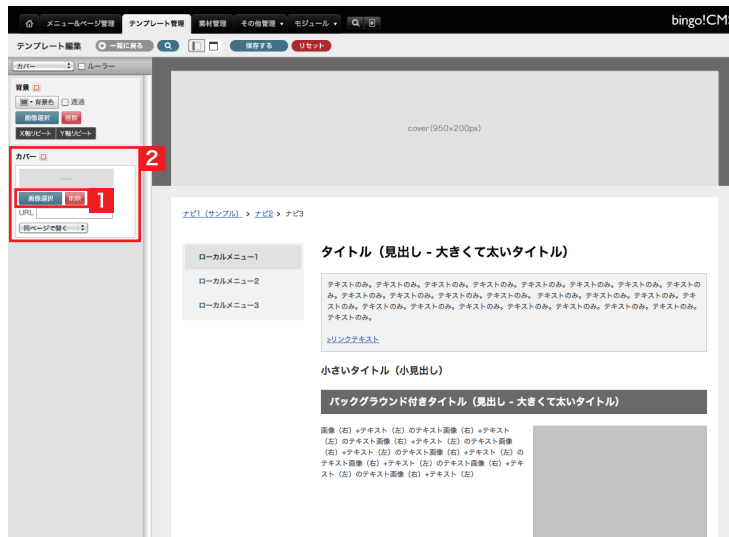 メニュー&ページ管理 テンプレート管理 素材管理 その他管理 モジュール bingo!CMS
テンプレート編集 一覧に戻る 保存する リセット
カバー ルーラー
背景
背景色 透過
画像選択 削除
X軸リピート Y軸リピート
カバー 2
画像選択 削除 1
URL
同ページで開く
cover(950×200px)
ナビ1(サンプル) > ナビ2 > ナビ3
ローカルメニュー1
ローカルメニュー2
ローカルメニュー3
タイトル(見出し - 大きくて太いタイトル)
テキストのみ。テキストのみ。テキストのみ。テキストのみ。テキストのみ。テキストのみ。テキストのみ。テキストの
み。テキストのみ。テキストのみ。テキストのみ。テキストのみ。 テキストのみ。テキストのみ。テキストのみ。テキ
ストのみ。テキストのみ。テキストのみ。テキストのみ。テキストのみ。テキストのみ。テキストのみ。テキストのみ。
テキストのみ。
>リンクテキスト
小さいタイトル(小見出し)
バックグラウンド付きタイトル(見出し - 大きくて太いタイトル)
画像(右)+テキスト(左)のテキスト画像(右)+テキスト
(左)のテキスト画像(右)+テキスト(左)のテキスト画像
(右)+テキスト(左)のテキスト画像(右)+テキスト(左)の
テキスト画像(右)+テキスト(左)のテキスト画像(右)+テキ
スト(左)のテキスト画像(右)+テキスト(左)